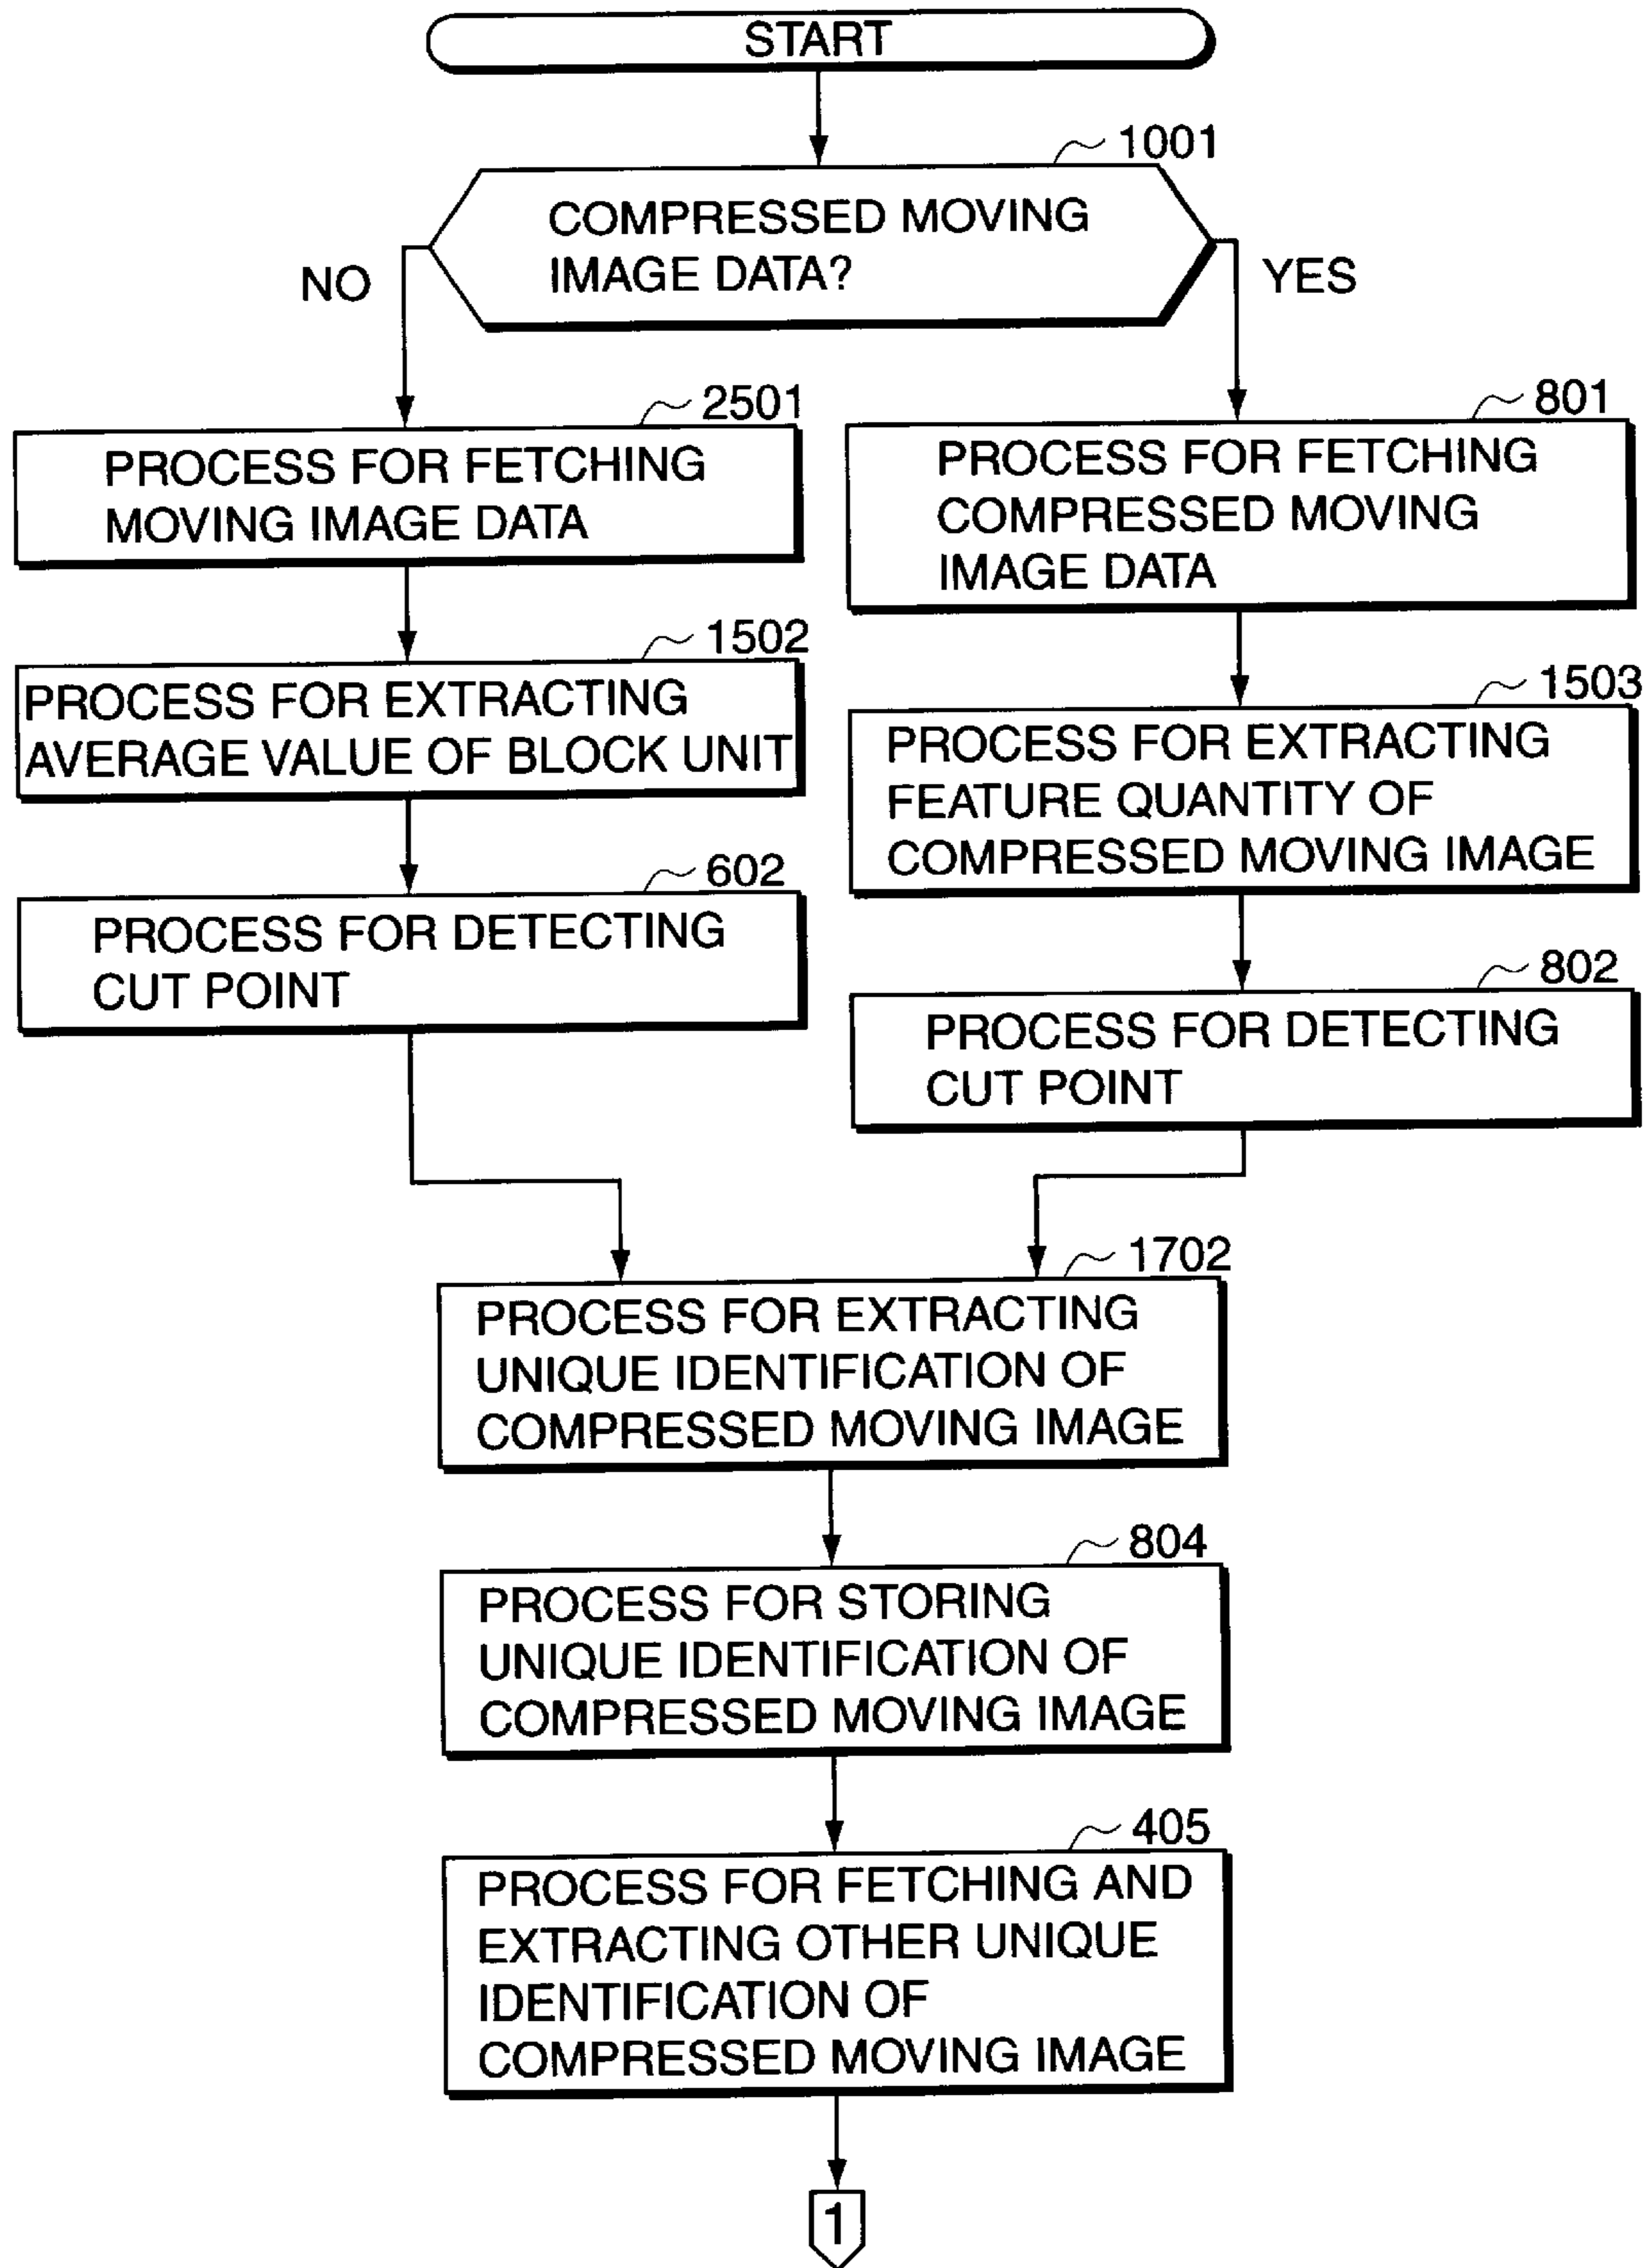 START
1001
COMPRESSED MOVING
IMAGE DATA?
NO
YES
2501
PROCESS FOR FETCHING
MOVING IMAGE DATA
801
PROCESS FOR FETCHING
COMPRESSED MOVING
IMAGE DATA
1502
PROCESS FOR EXTRACTING
AVERAGE VALUE OF BLOCK UNIT
1503
PROCESS FOR EXTRACTING
FEATURE QUANTITY OF
COMPRESSED MOVING IMAGE
602
PROCESS FOR DETECTING
CUT POINT
802
PROCESS FOR DETECTING
CUT POINT
1702
PROCESS FOR EXTRACTING
UNIQUE IDENTIFICATION OF
COMPRESSED MOVING IMAGE
804
PROCESS FOR STORING
UNIQUE IDENTIFICATION OF
COMPRESSED MOVING IMAGE
405
PROCESS FOR FETCHING AND
EXTRACTING OTHER UNIQUE
IDENTIFICATION OF
COMPRESSED MOVING IMAGE
1